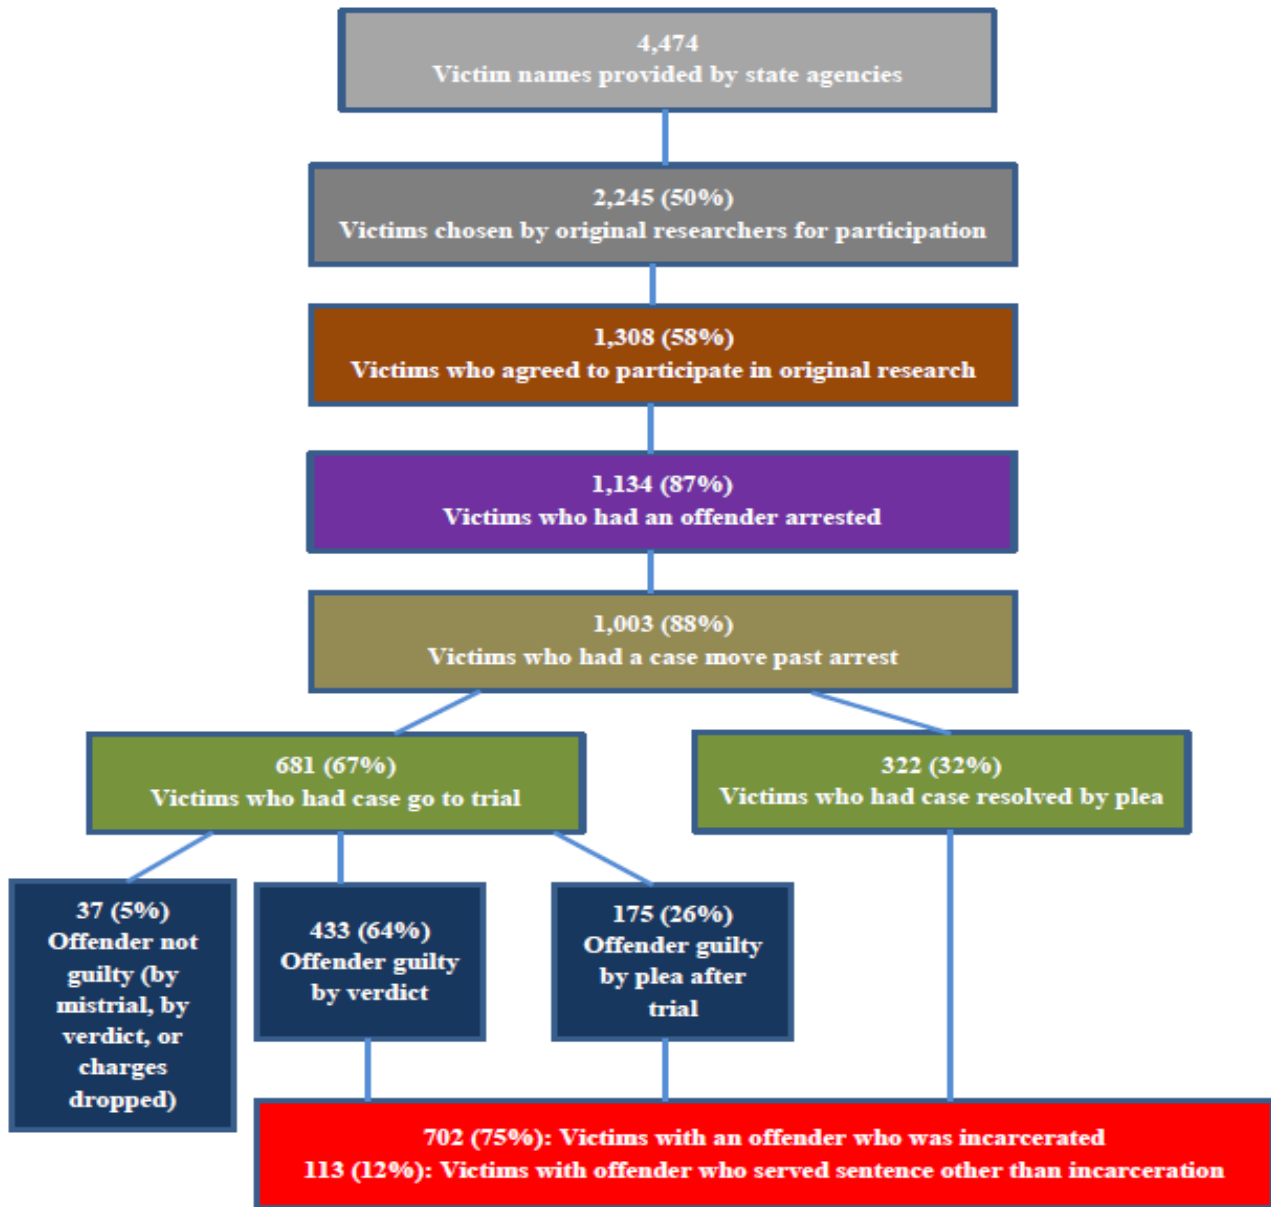 4,474
Victim names provided by state agencies
2,245 (50%)
Victims chosen by original researchers for participation
1,308 (58%)
Victims who agreed to participate in original research
1,134 (87%)
Victims who had an offender arrested
1,003 (88%)
Victims who had a case move past arrest
681 (67%)
Victims who had case go to trial
322 (32%)
Victims who had case resolved by plea
37 (5%)
Offender not
guilty (by
mistrial, by
verdict, or
charges
dropped)
433 (64%)
Offender guilty
by verdict
175 (26%)
Offender guilty
by plea after
trial
702 (75%): Victims with an offender who was incarcerated
113 (12%): Victims with offender who served sentence other than incarceration